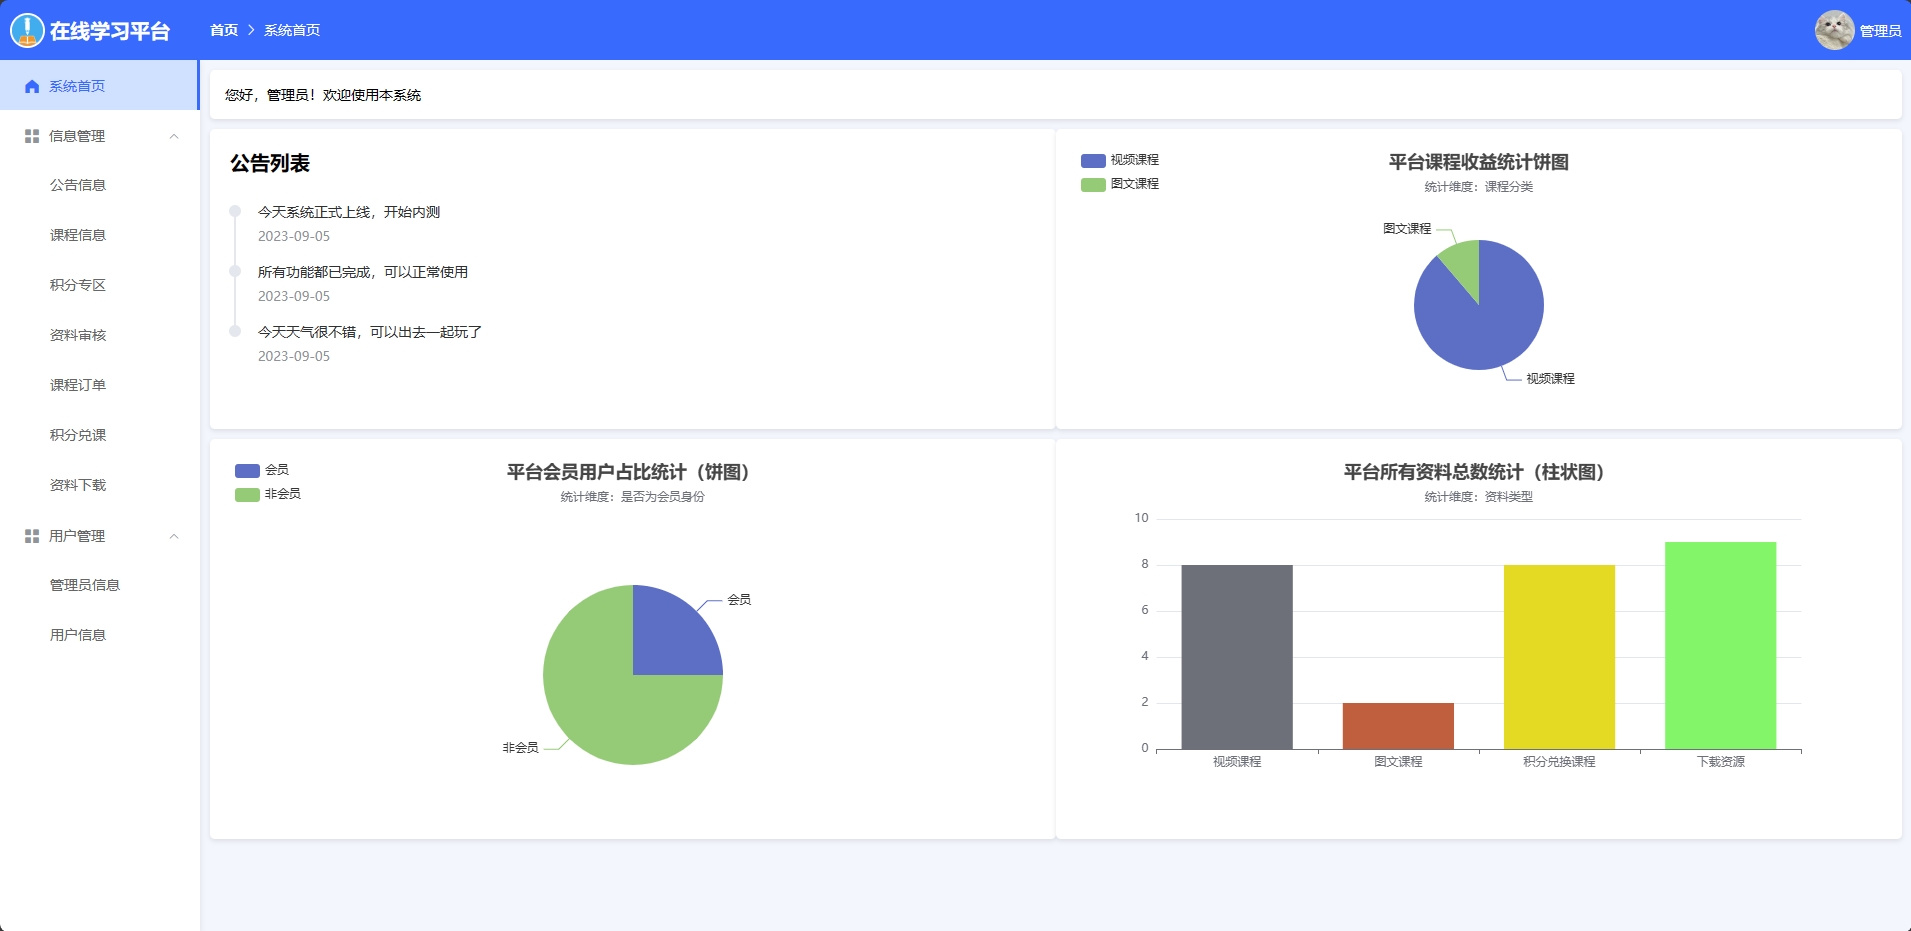 在线学习平台
首页 > 系统首页
管理员
系统首页
信息管理
公告信息
课程信息
积分专区
资料审核
课程订单
积分兑课
资料下载
用户管理
管理员信息
用户信息
您好，管理员！欢迎使用本系统
公告列表
今天系统正式上线，开始内测
2023-09-05
所有功能都已完成，可以正常使用
2023-09-05
今天天气很不错，可以出去一起玩了
2023-09-05
视频课程
图文课程
平台课程收益统计饼图
统计维度：课程分类
图文课程
视频课程
会员
非会员
平台会员用户占比统计（饼图）
统计维度：是否为会员身份
会员
非会员
平台所有资料总数统计（柱状图）
统计维度：资料类型
10
8
6
4
2
0
视频课程
图文课程
积分兑换课程
下载资源